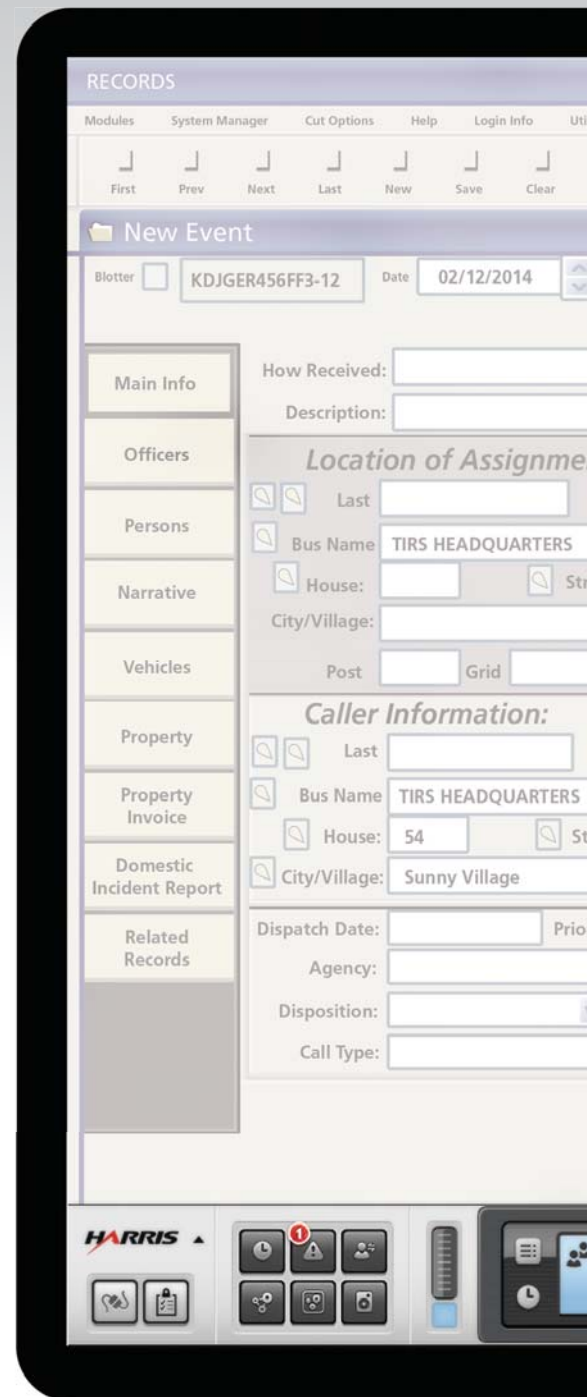 RECORDS
Modules System Manager Cut Options Help Login Info Uti
First Prev Next Last New Save Clear
New Event
Blotter KDJGER456FF3-12 Date 02/12/2014
Main Info
Officers
Persons
Narrative
Vehicles
Property
Property
Invoice
Domestic
Incident Report
Related
Records
How Received:
Description:
Location of Assignme
Last
Bus Name TIRS HEADQUARTERS
House: Str
City/Village:
Post Grid
Caller Information:
Last
Bus Name TIRS HEADQUARTERS
House: 54 St
City/Village: Sunny Village
Dispatch Date: Prio
Agency:
Disposition:
Call Type:
HARRIS
1